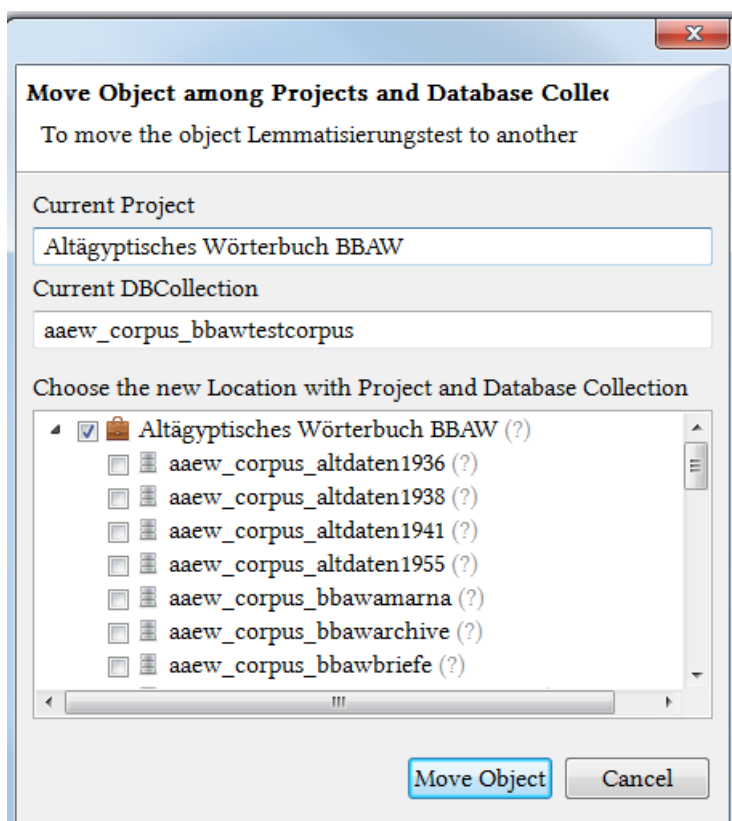 Move Object among Projects and Database Collec
To move the object Lemmatisierungstest to another
Current Project
Altägyptisches Wörterbuch BBAW
Current DBCollection
aaew_corpus_bbawtestcorpus
Choose the new Location with Project and Database Collection
Altägyptisches Wörterbuch BBAW (?)
aaew_corpus_altdaten1936 (?)
aaew_corpus_altdaten1938 (?)
aaew_corpus_altdaten1941 (?)
aaew_corpus_altdaten1955 (?)
aaew_corpus_bbawamarna (?)
aaew_corpus_bbawarchive (?)
aaew_corpus_bbawbriefe (?)
Move Object Cancel